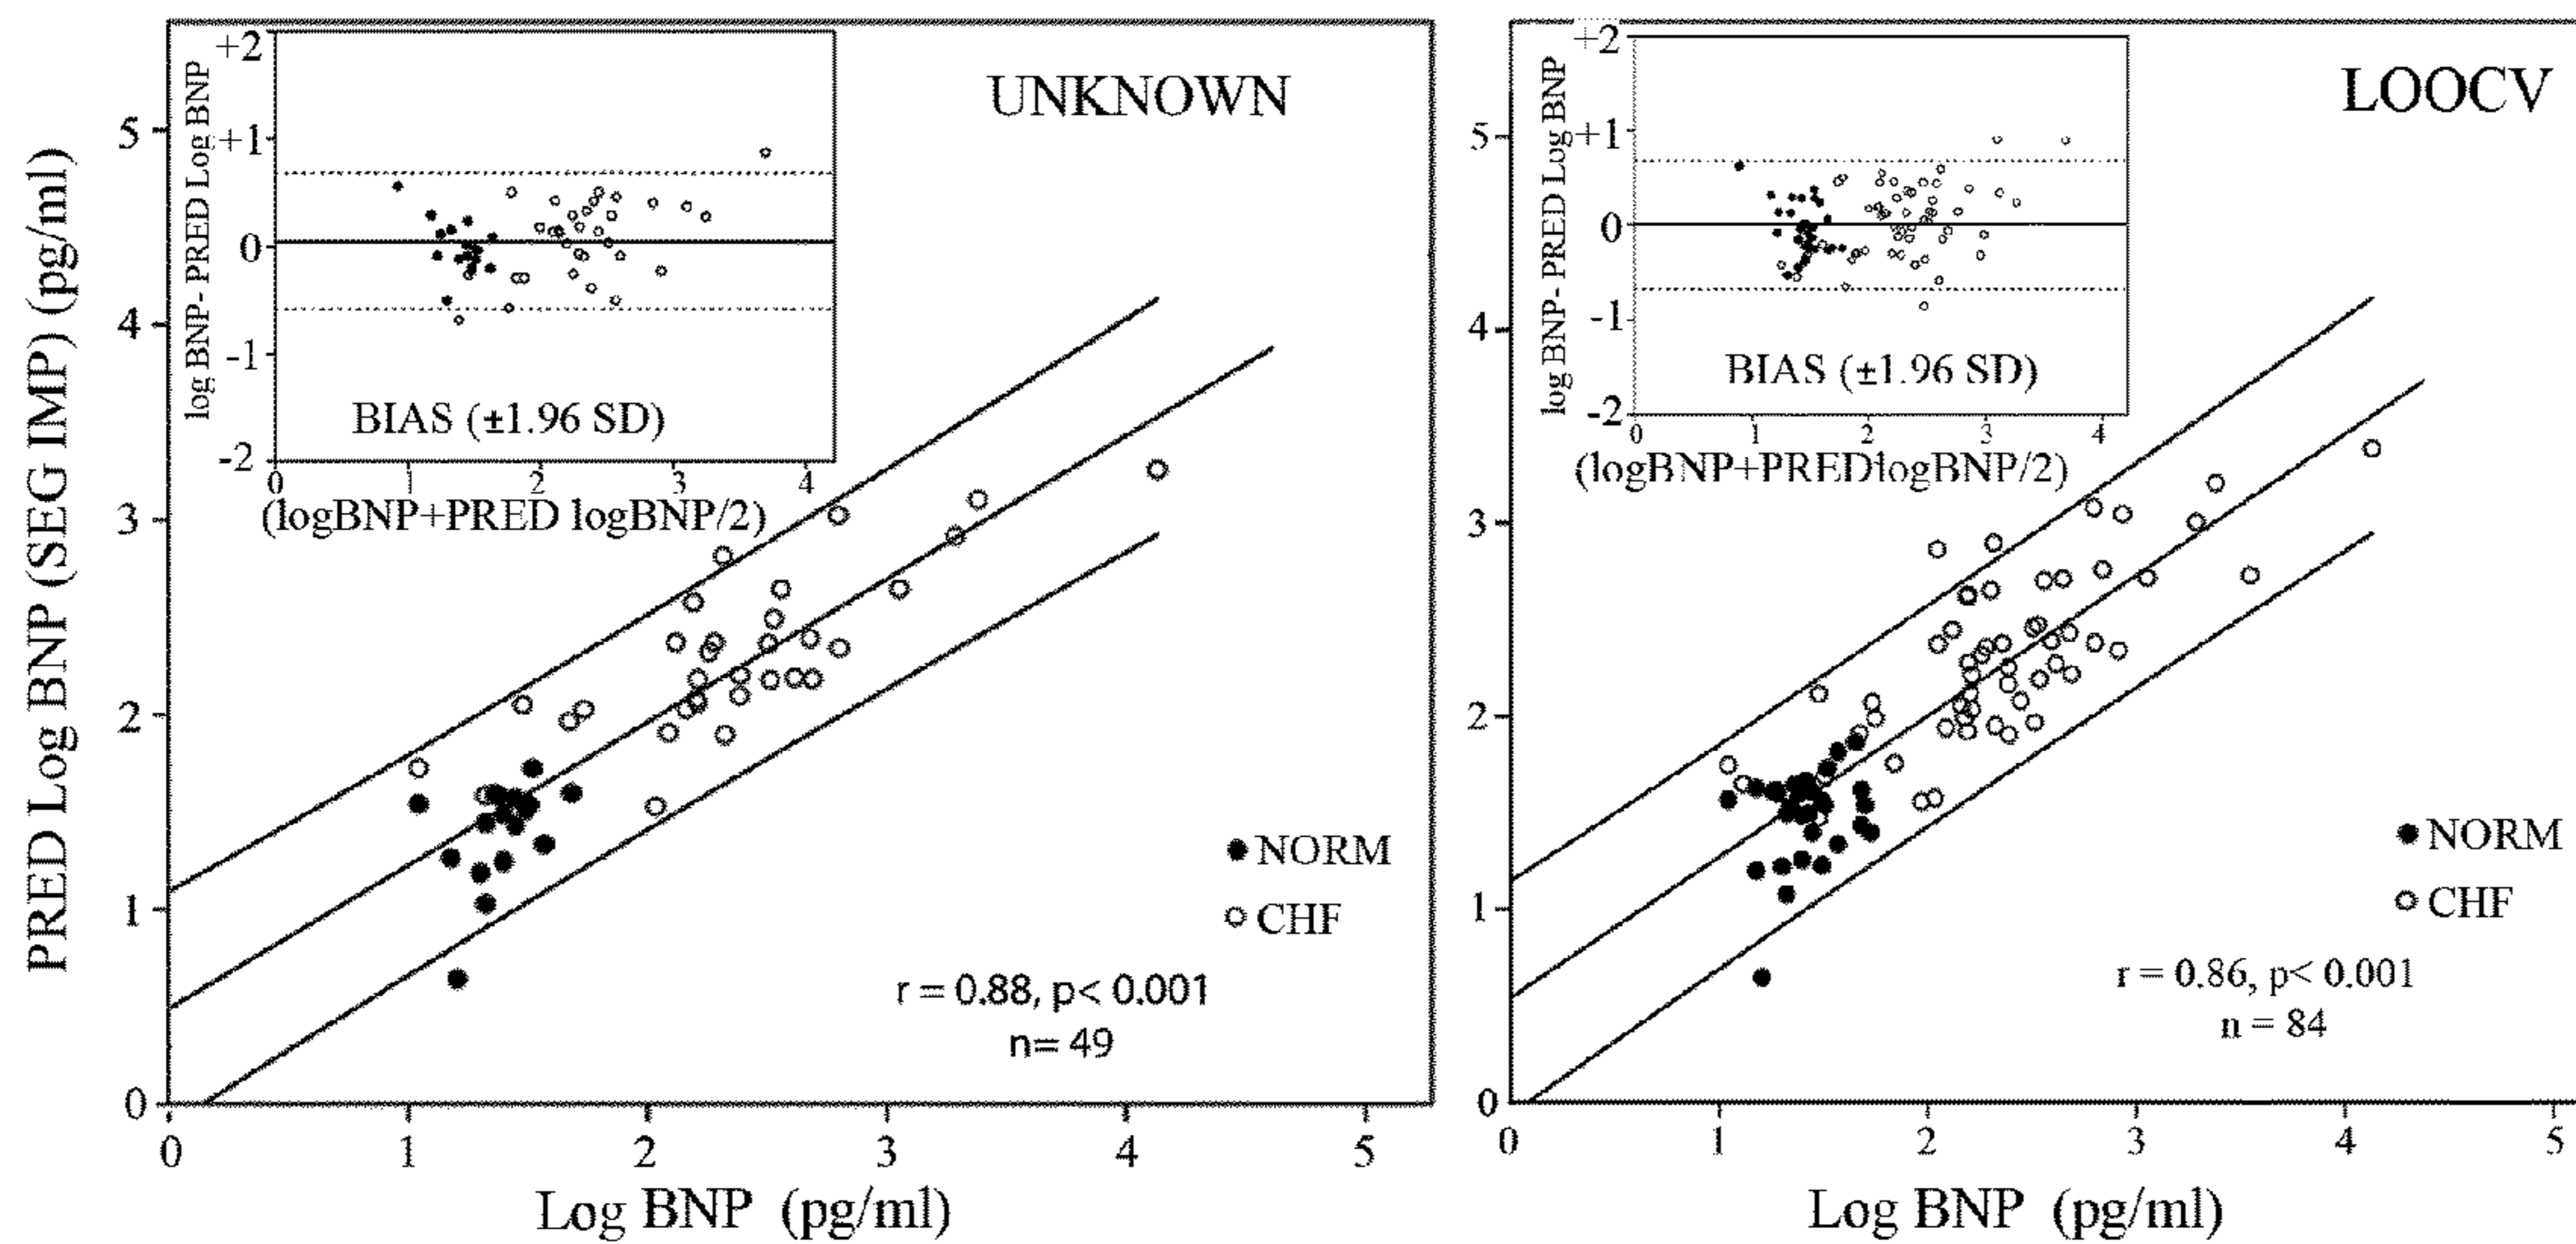 PRED Log BNP (SEG IMP) (pg/ml)
5
4
3
2
1
0
0 1 2 3 4 5
Log BNP (pg/ml)
UNKNOWN
log BNP- PRED Log BNP
+2
+1
0
-1
-2
BIAS (±1.96 SD)
0 1 2 3 4
(logBNP+PRED logBNP/2)
NORM
CHF
r = 0.88, p< 0.001
n= 49
5
4
3
2
1
0
0 1 2 3 4 5
Log BNP (pg/ml)
LOOCV
log BNP- PRED Log BNP
+2
+1
0
-1
-2
BIAS (±1.96 SD)
0 1 2 3 4
(logBNP+PREDlogBNP/2)
NORM
CHF
r = 0.86, p< 0.001
n = 84